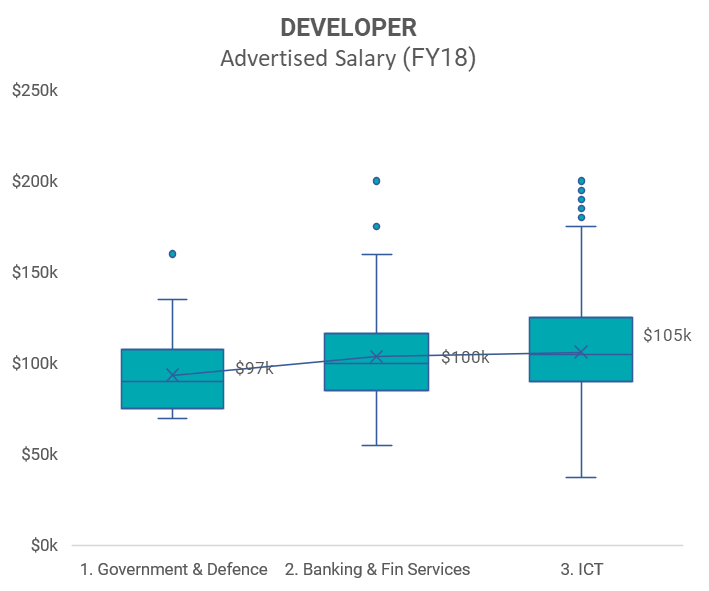 DEVELOPER
Advertised Salary (FY18)
$250k
$200k
$150k
$100k
$50k
$0k
$97k
$100k
$105k
1. Government & Defence
2. Banking & Fin Services
3. ICT